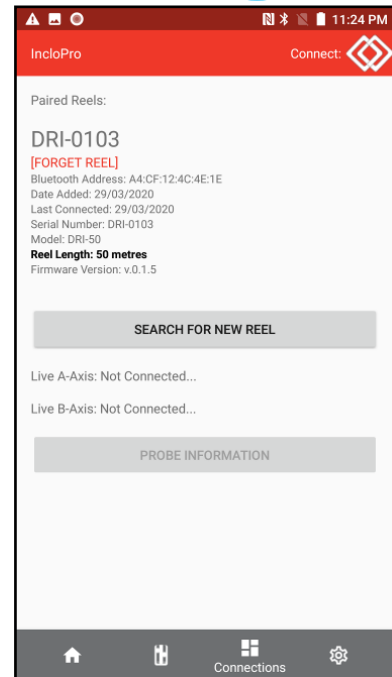 11:24 PM
IncloPro
Connect:
Paired Reels:
DRI-0103
[FORGET REEL]
Bluetooth Address: A4:CF:12:4C:4E:1E
Date Added: 29/03/2020
Last Connected: 29/03/2020
Serial Number: DRI-0103
Model: DRI-50
Reel Length: 50 metres
Firmware Version: v.0.1.5
SEARCH FOR NEW REEL
Live A-Axis: Not Connected...
Live B-Axis: Not Connected...
PROBE INFORMATION
Connections